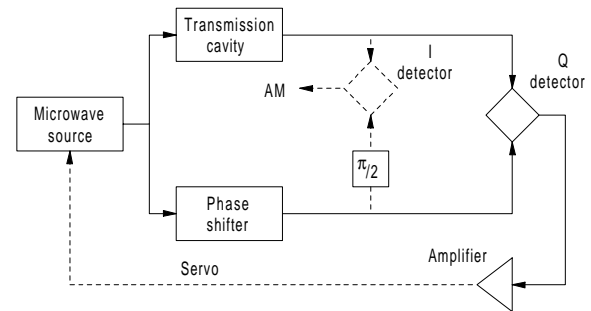 Transmission
cavity
I
detector
Q
detector
AM
Microwave
source
π/2
Phase
shifter
Amplifier
Servo